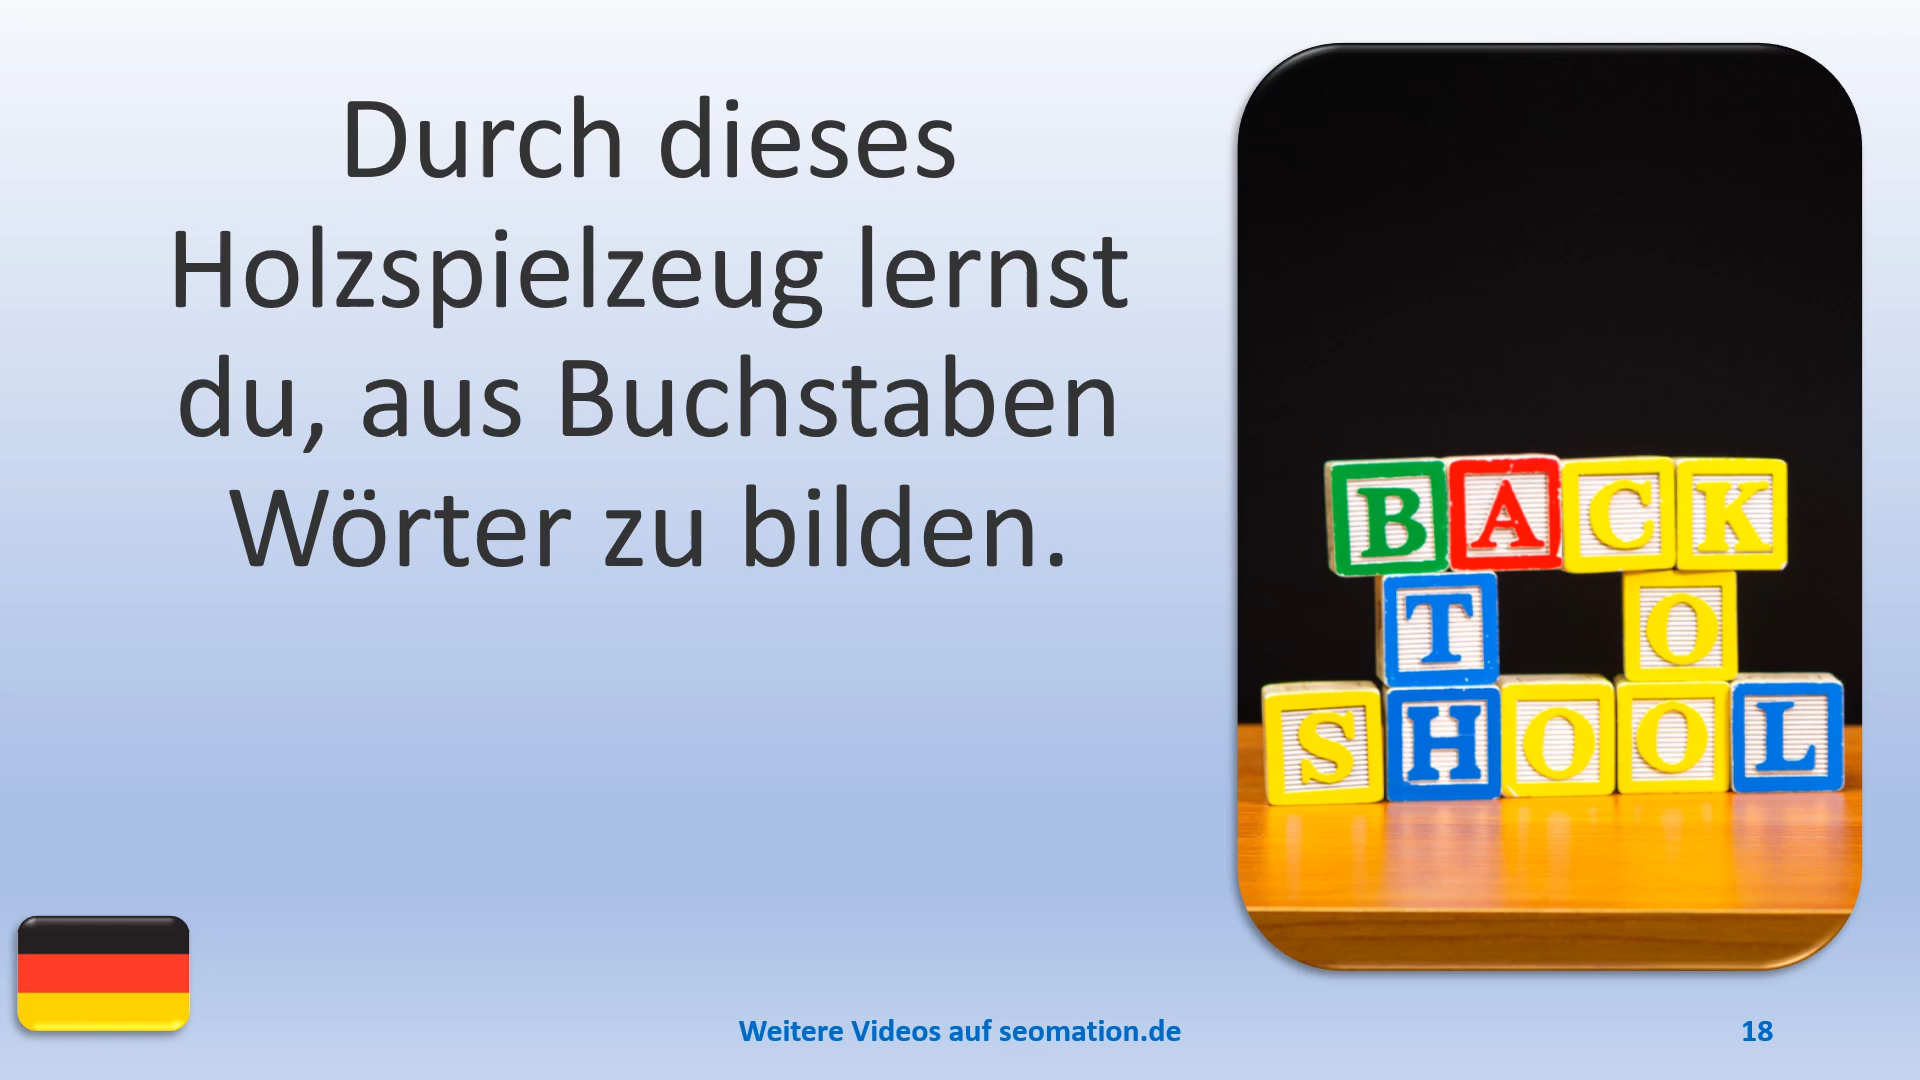 Durch dieses
Holzspielzeug lernst
du, aus Buchstaben
Wörter zu bilden.
BACK
T O
SHOOL
Weitere Videos auf seomation.de
18